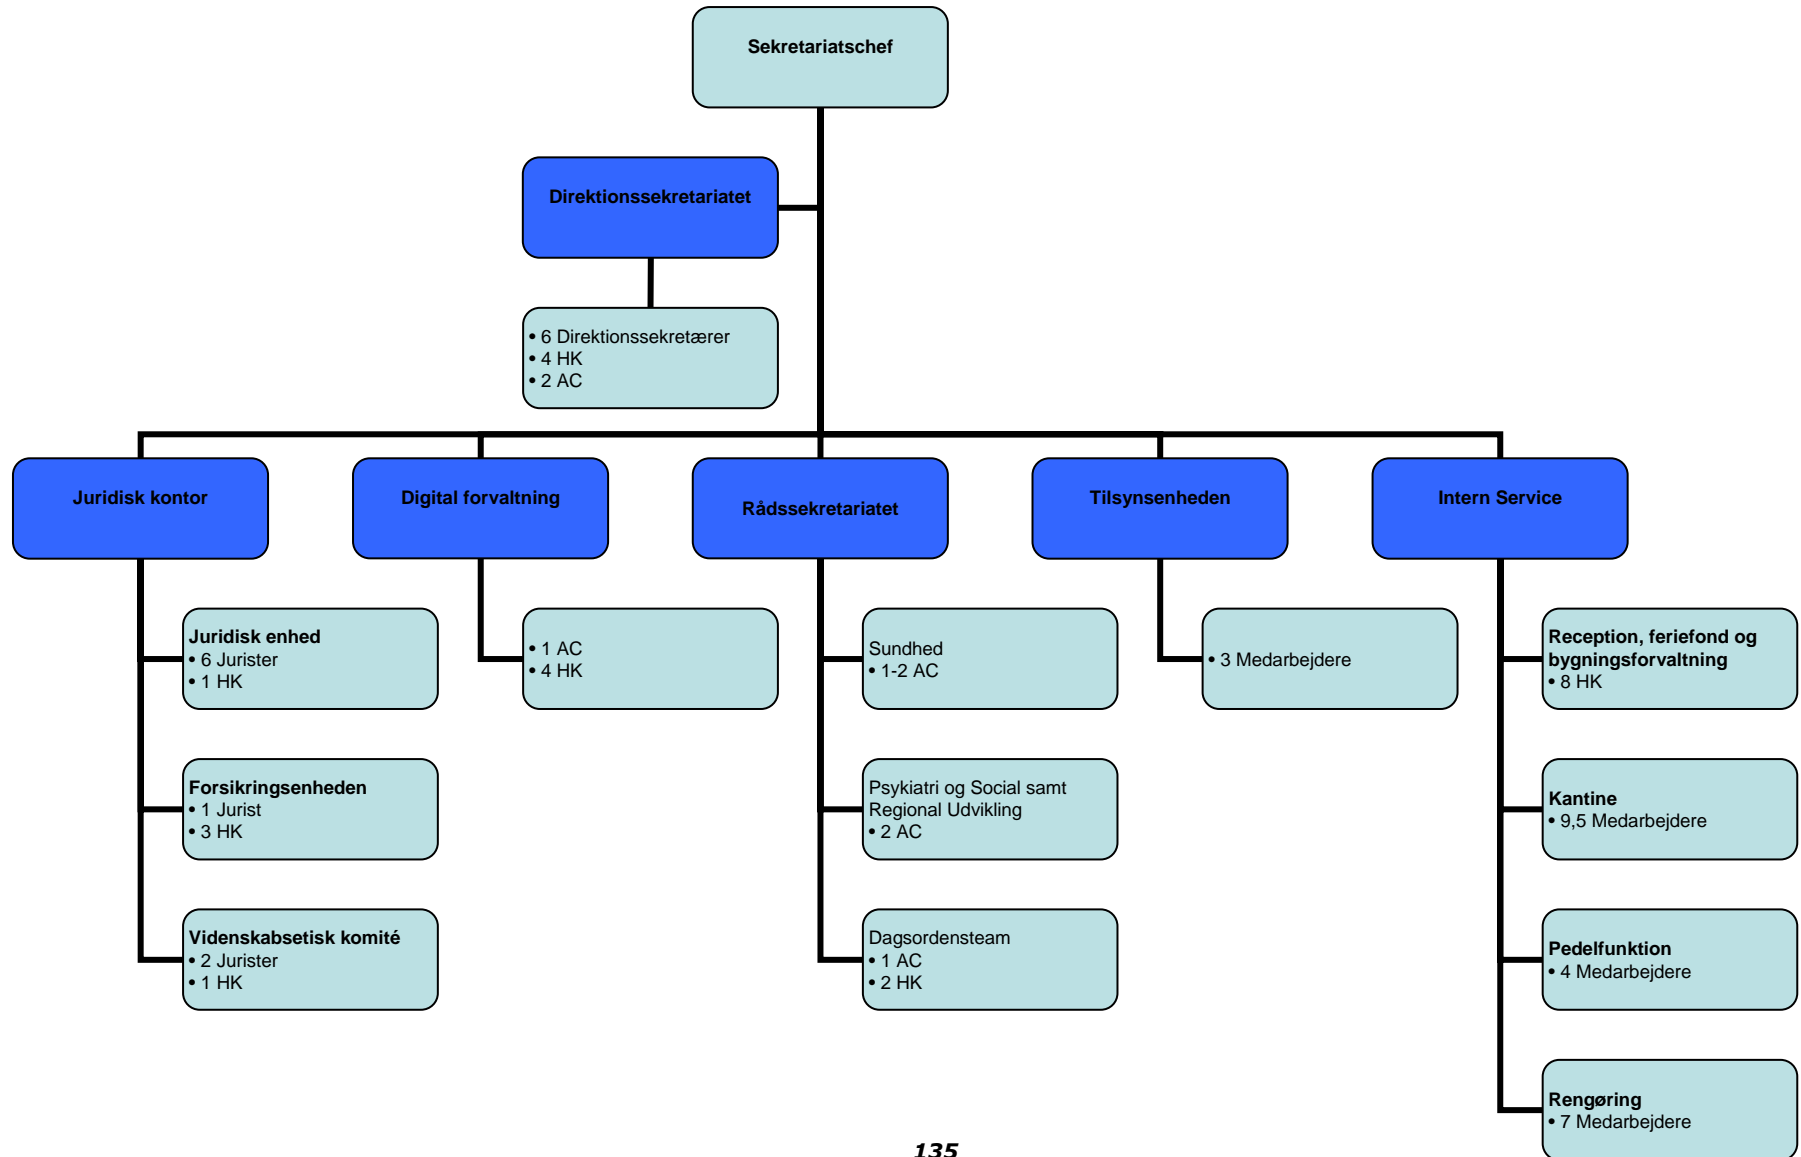 Sekretariatschef
Direktionssekretariatet
• 6 Direktionssekretærer
• 4 HK
• 2 AC
Juridisk kontor
Digital forvaltning
Rådssekretariatet
Tilsynsenheden
Intern Service
Juridisk enhed
• 6 Jurister
• 1 HK
• 1 AC
• 4 HK
Sundhed
• 1-2 AC
• 3 Medarbejdere
Reception, feriefond og
bygningsforvaltning
• 8 HK
Forsikringsenheden
• 1 Jurist
• 3 HK
Psykiatri og Social samt
Regional Udvikling
• 2 AC
Kantine
• 9,5 Medarbejdere
Videnskabsetisk komité
• 2 Jurister
• 1 HK
Dagsordensteam
• 1 AC
• 2 HK
Pedelfunktion
• 4 Medarbejdere
Rengøring
• 7 Medarbejdere
135